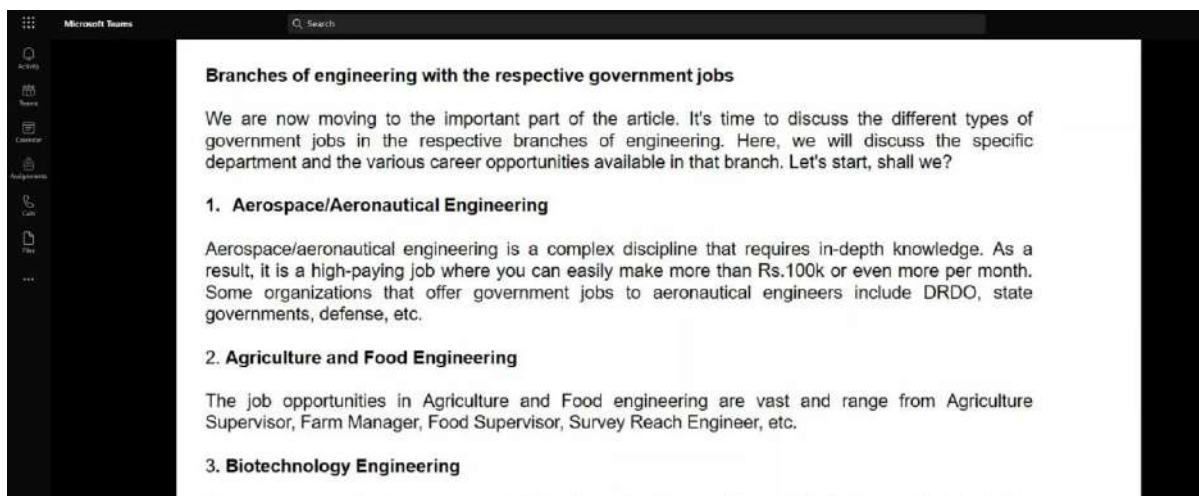 Microsoft Teams
Search
Activity
Teams
Calendar
Assignments
Calls
Files
Branches of engineering with the respective government jobs
We are now moving to the important part of the article. It's time to discuss the different types of
government jobs in the respective branches of engineering. Here, we will discuss the specific
department and the various career opportunities available in that branch. Let's start, shall we?
1. Aerospace/Aeronautical Engineering
Aerospace/aeronautical engineering is a complex discipline that requires in-depth knowledge. As a
result, it is a high-paying job where you can easily make more than Rs.100k or even more per month.
Some organizations that offer government jobs to aeronautical engineers include DRDO, state
governments, defense, etc.
2. Agriculture and Food Engineering
The job opportunities in Agriculture and Food engineering are vast and range from Agriculture
Supervisor, Farm Manager, Food Supervisor, Survey Reach Engineer, etc.
3. Biotechnology Engineering